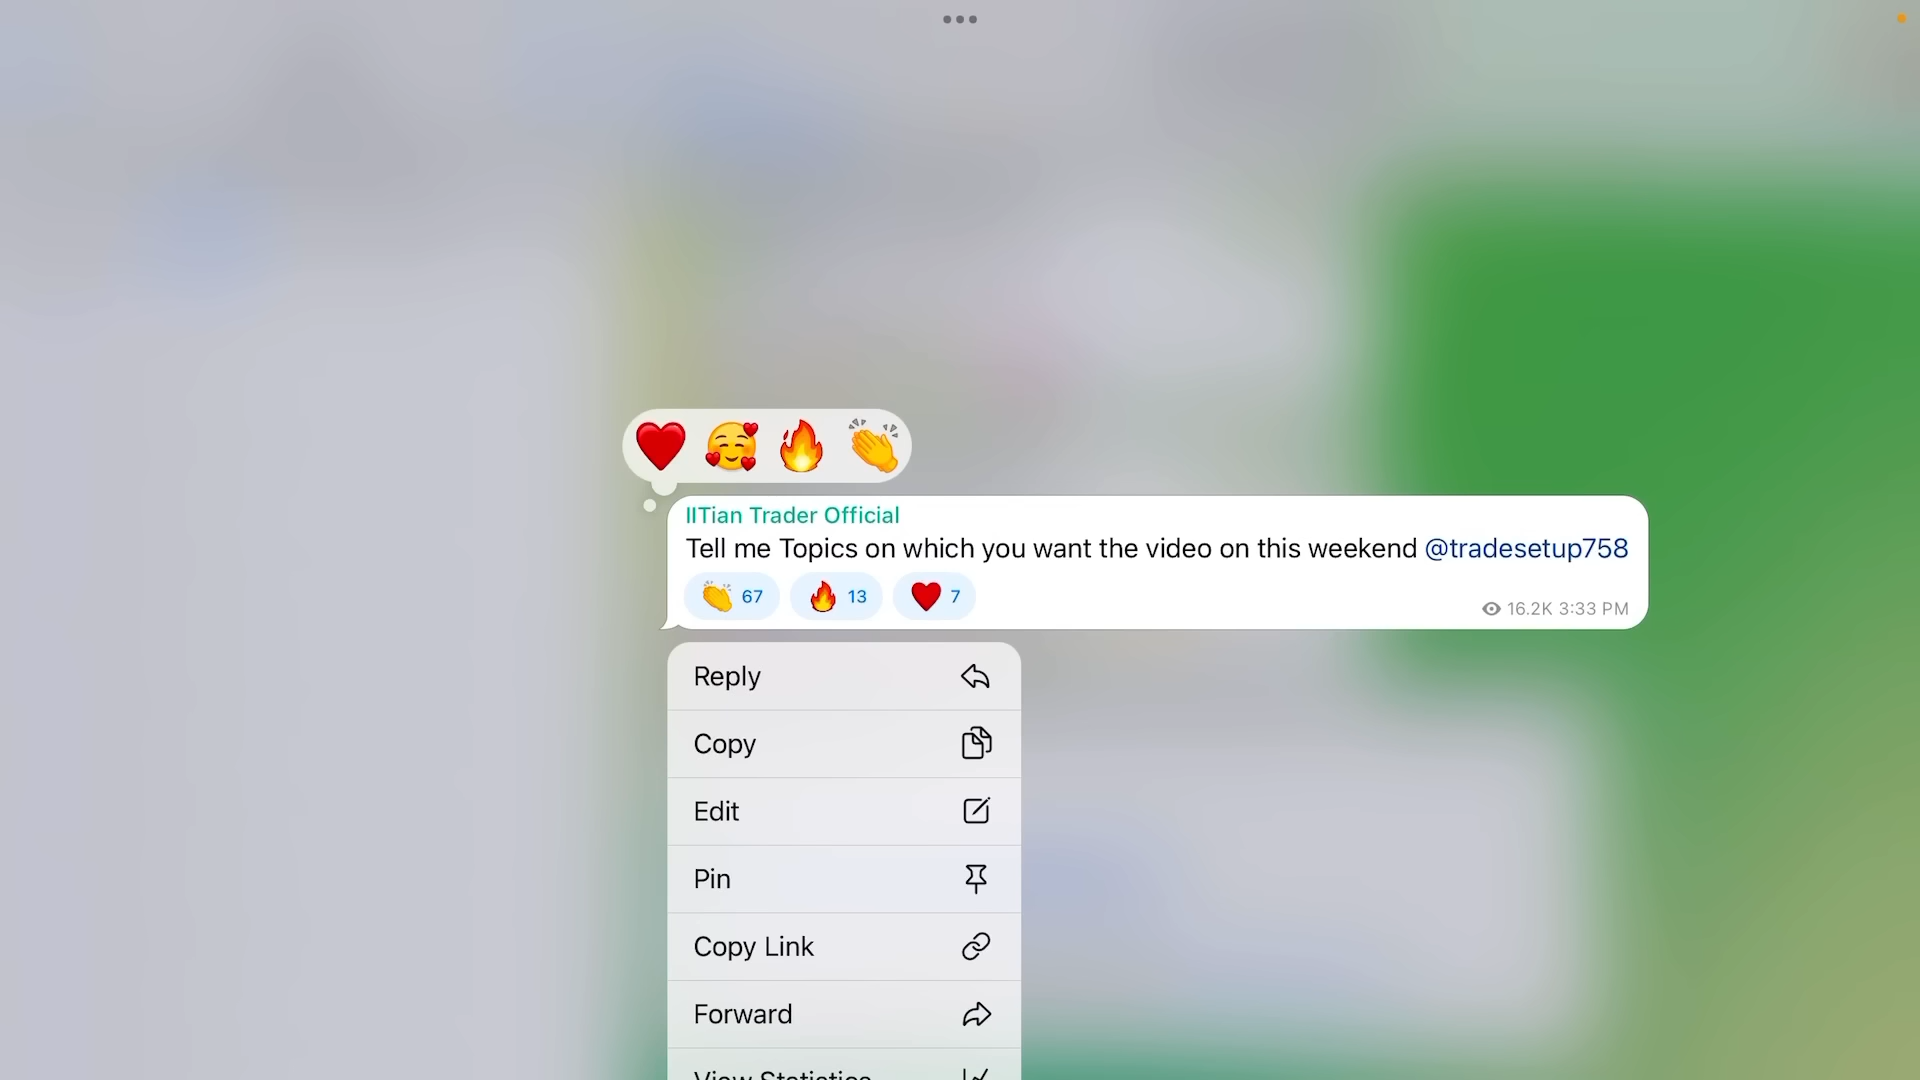 IITian Trader Official
Tell me Topics on which you want the video on this weekend @tradesetup758
67 13 7
16.2K 3:33 PM
Reply
Copy
Edit
Pin
Copy Link
Forward
View Statistics